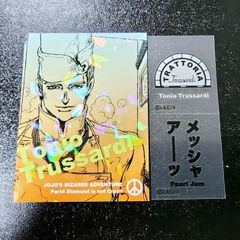 Tonio
Trussardi
JOJO'S BIZARRE ADVENTURE
Part4 Diamond is not Crash
TRATTORIA
Trussardi
Tonio Trussardi
メッシャ
アーッ
Pearl Jam